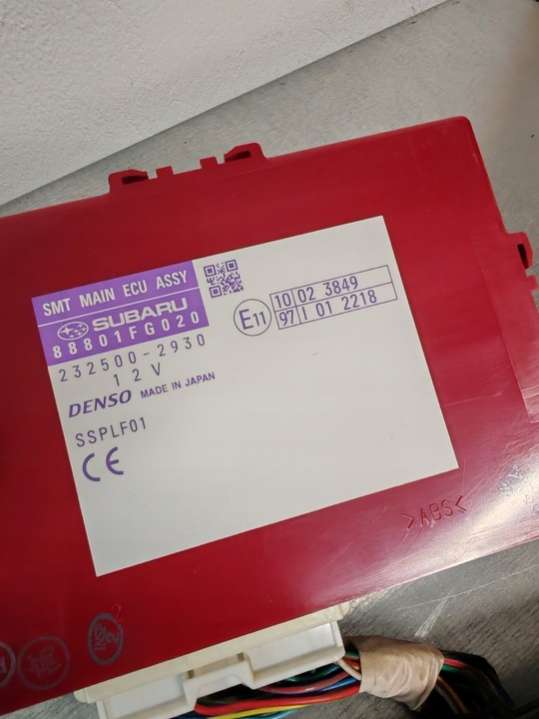 SMT MAIN ECU ASSY
SUBARU
88801FG020
232500-2930
12V
DENSO MADE IN JAPAN
SSPLF01
CE
E11
10 02 3849
97 I 01 2218
>ABS<